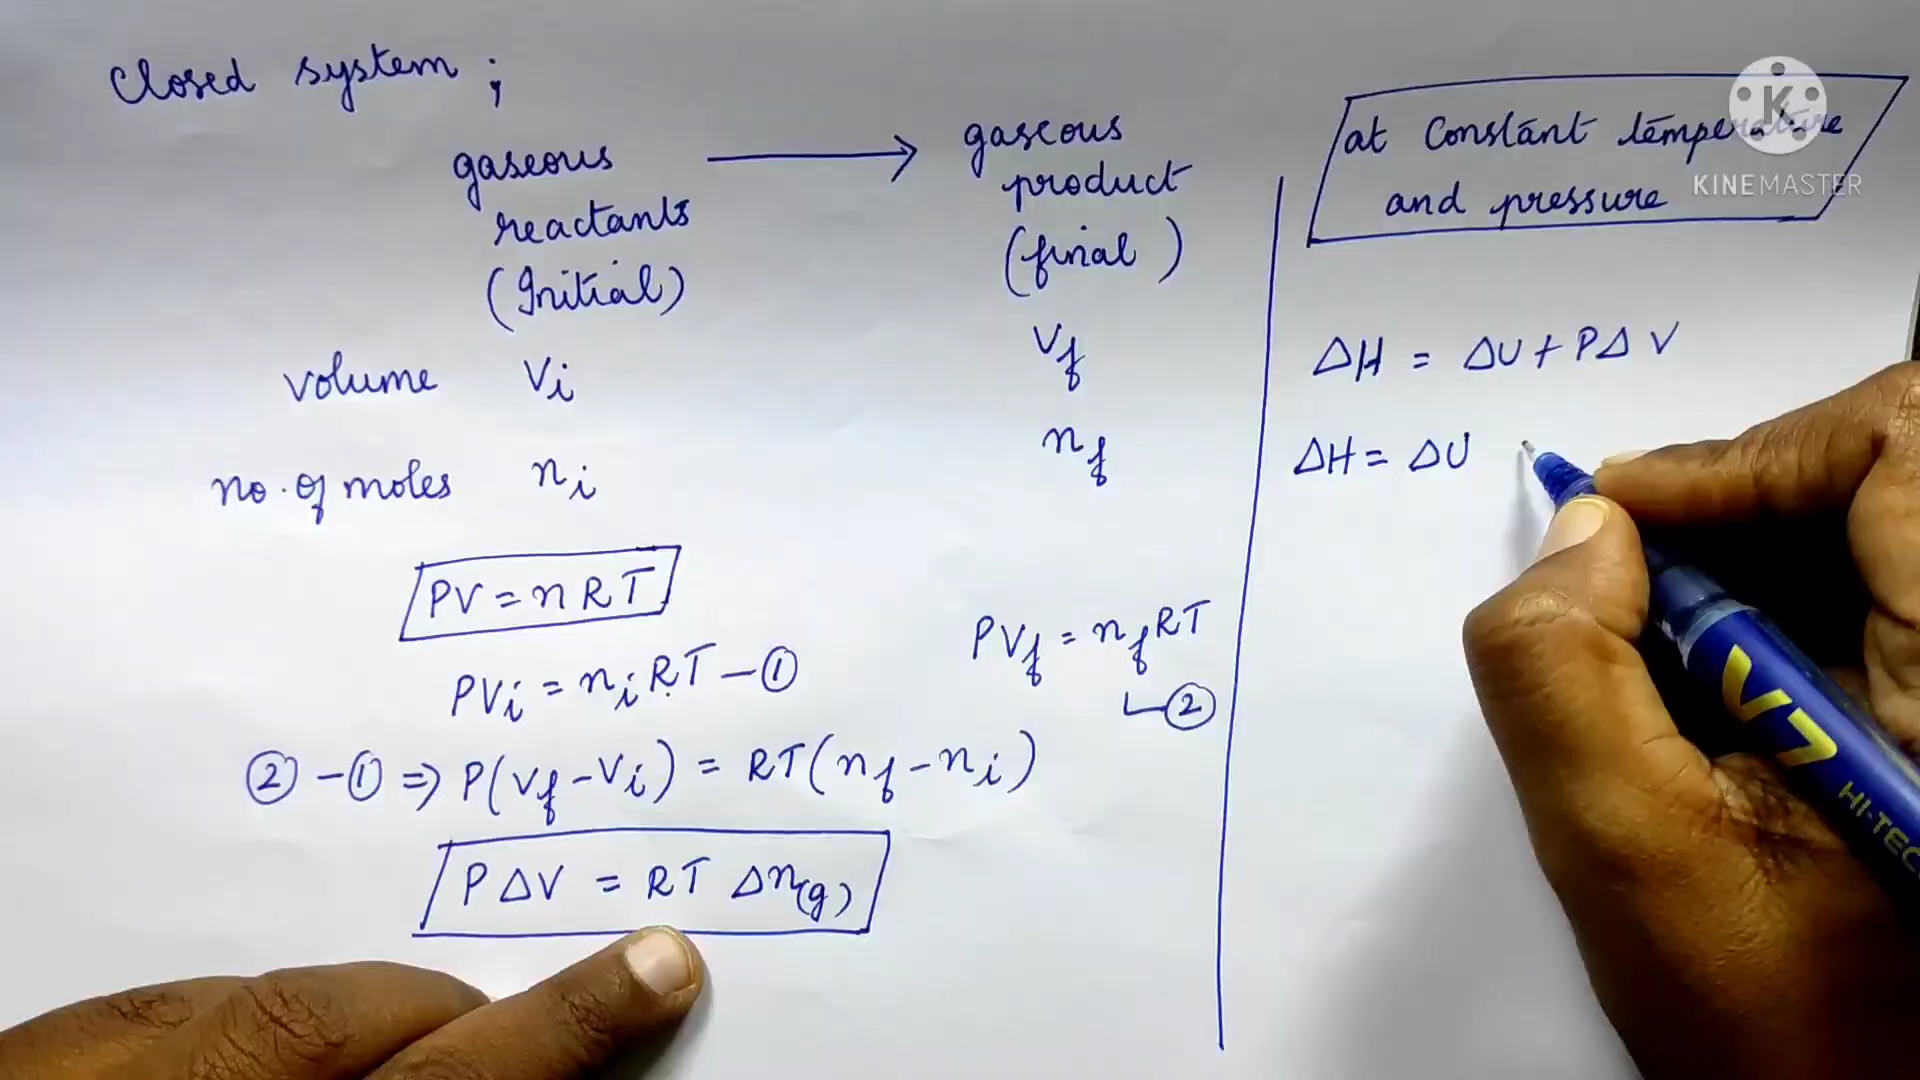 Closed system ;
gaseous
reactants
(Initial)
gaseous
product
(final)
volume Vi Vf
no. of moles ni nf
PV = nRT
PVi = niRT - ①
PVf = nfRT
②
② - ① ⇒ P(Vf - Vi) = RT(nf - ni)
PΔV = RT Δn(g)
at Constant temperature
and pressure
ΔH = ΔU + PΔV
ΔH = ΔU
K
KINEMASTER
V7
HI-TEC